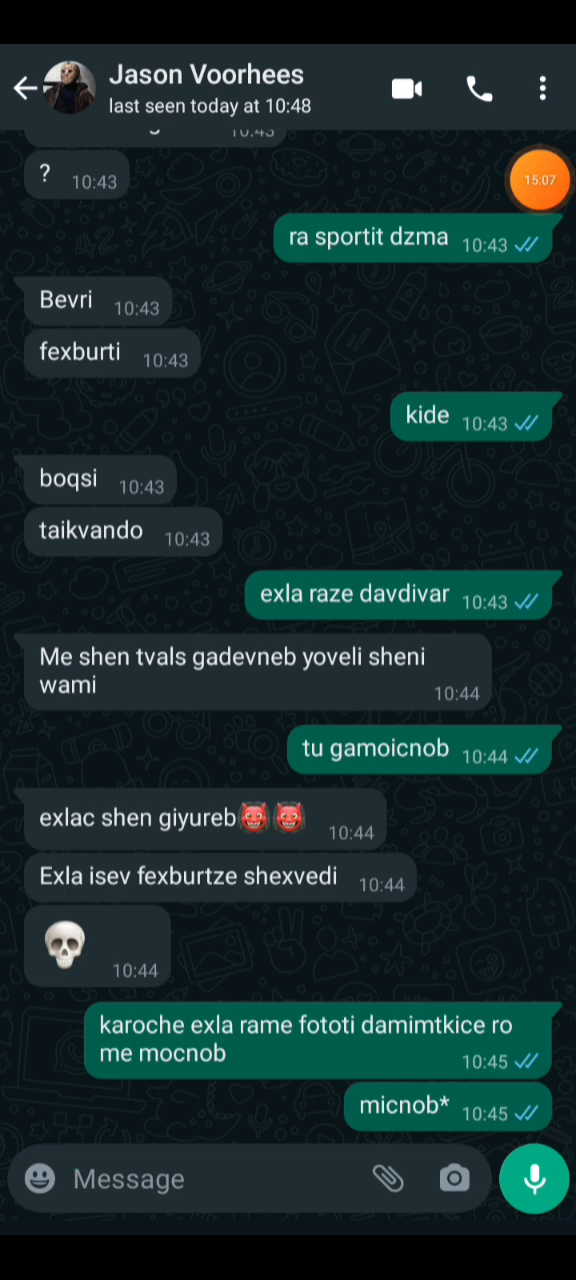 Jason Voorhees
last seen today at 10:48
10:43
? 10:43
15:07
ra sportit dzma 10:43
Bevri 10:43
fexburti 10:43
kide 10:43
boqsi 10:43
taikvando 10:43
exla raze davdivar 10:43
Me shen tvals gadevneb yoveli sheni
wami 10:44
tu gamoicnob 10:44
exlac shen giyureb👹👹 10:44
Exla isev fexburtze shexvedi 10:44
💀 10:44
karoche exla rame fototi damimtkice ro
me mocnob 10:45
micnob* 10:45
Message